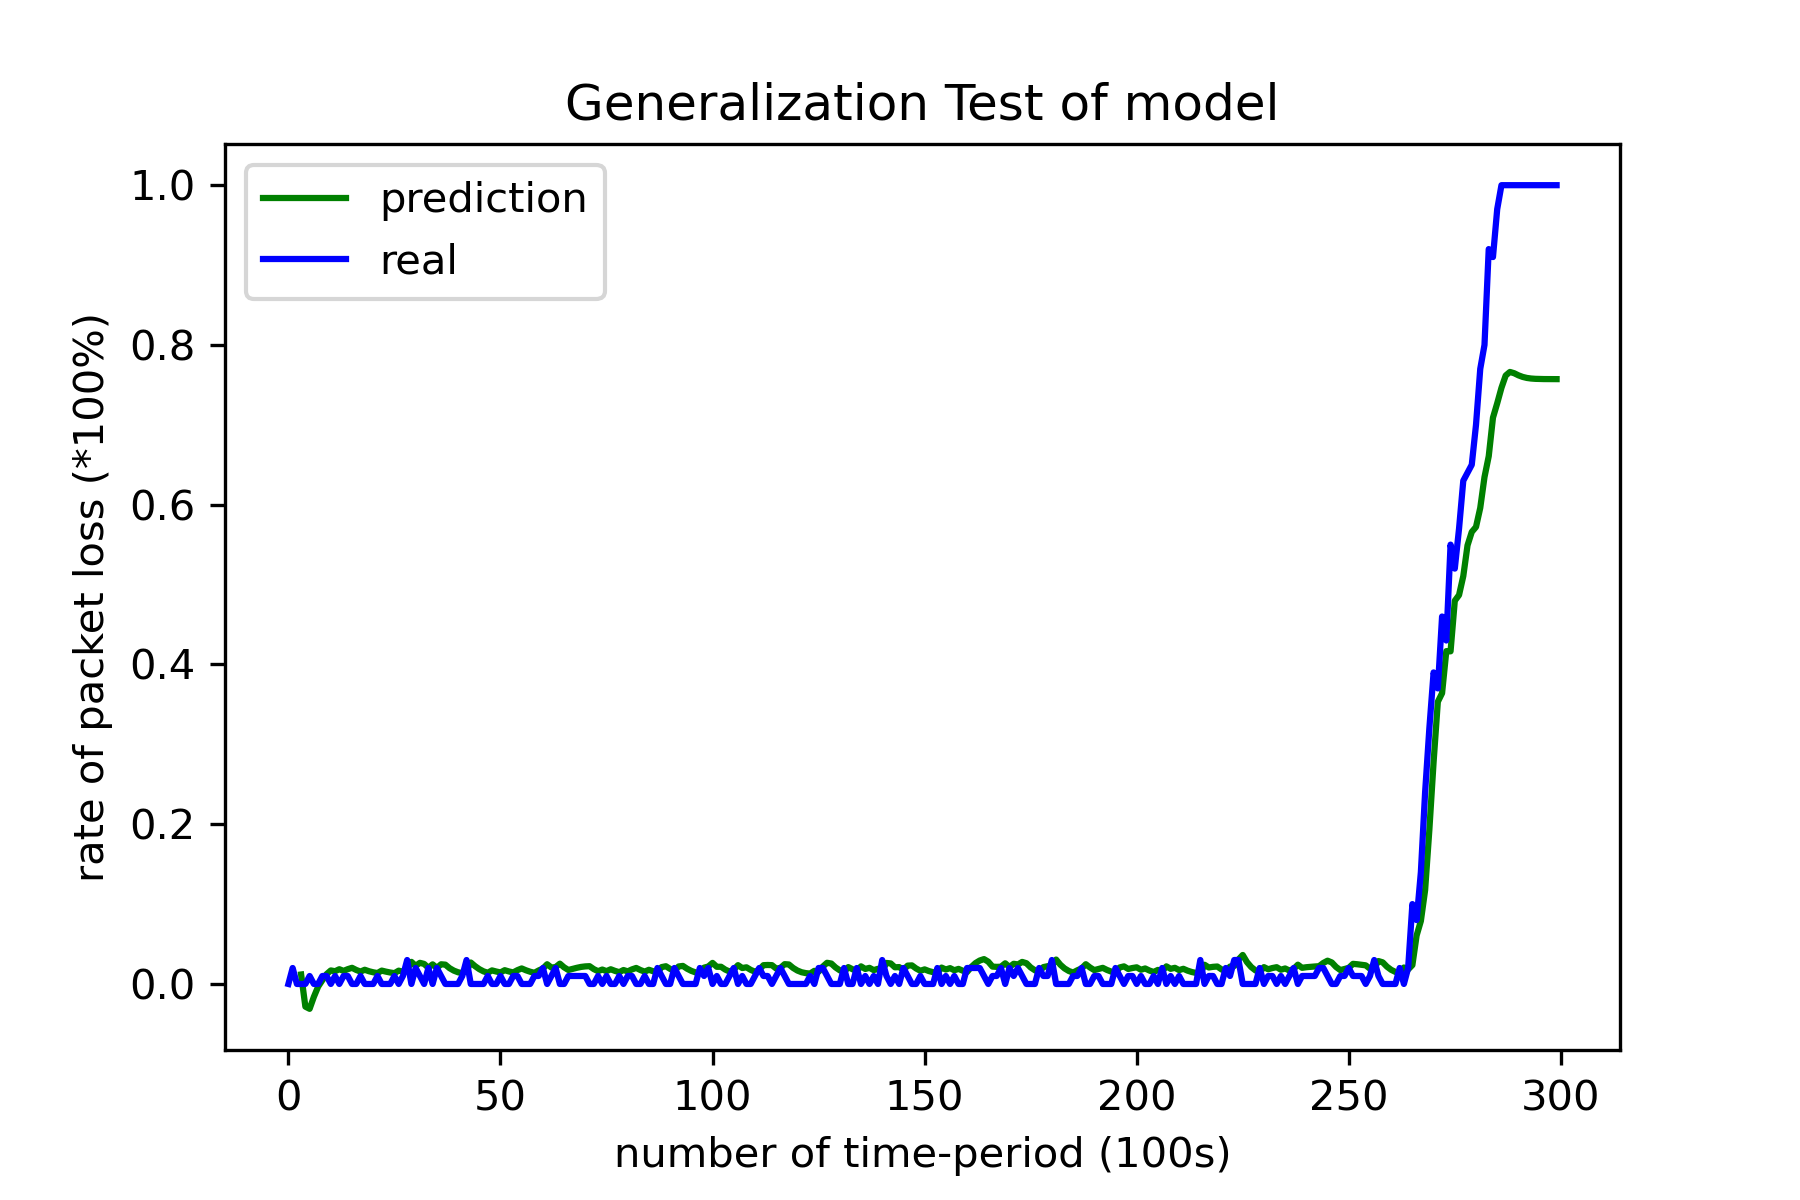 Generalization Test of model
prediction
real
1.0
0.8
0.6
0.4
0.2
0.0
rate of packet loss (*100%)
0 50 100 150 200 250 300
number of time-period (100s)